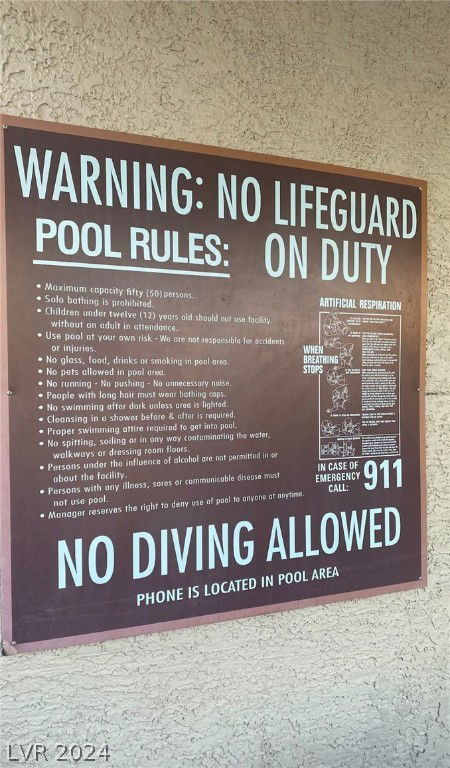 WARNING: NO LIFEGUARD
POOL RULES: ON DUTY
• Maximum capacity fifty (50) persons.
• Solo bathing is prohibited.
• Children under twelve (12) years old should not use facility.
without an adult in attendance.
• Use pool at your own risk - We are not responsible for accidents
or injuries.
• No glass, food, drinks or smoking in pool area.
• No pets allowed in pool area.
• No running - No pushing - No unnecessary noise.
• People with long hair must wear bathing caps.
• No swimming after dark unless area is lighted.
• Cleansing in a shower before & after is required.
• Proper swimming attire required to get into pool.
• No spitting, soiling or in any way contaminating the water,
walkways or dressing room floors.
• Persons under the influence of alcohol are not permitted in or
about the facility.
• Persons with any illness, sores or communicable disease must
not use pool.
• Manager reserves the right to deny use of pool to anyone at anytime.
ARTIFICIAL RESPIRATION
WHEN
BREATHING
STOPS
IN CASE OF
EMERGENCY
CALL: 911
NO DIVING ALLOWED
PHONE IS LOCATED IN POOL AREA
LVR 2024